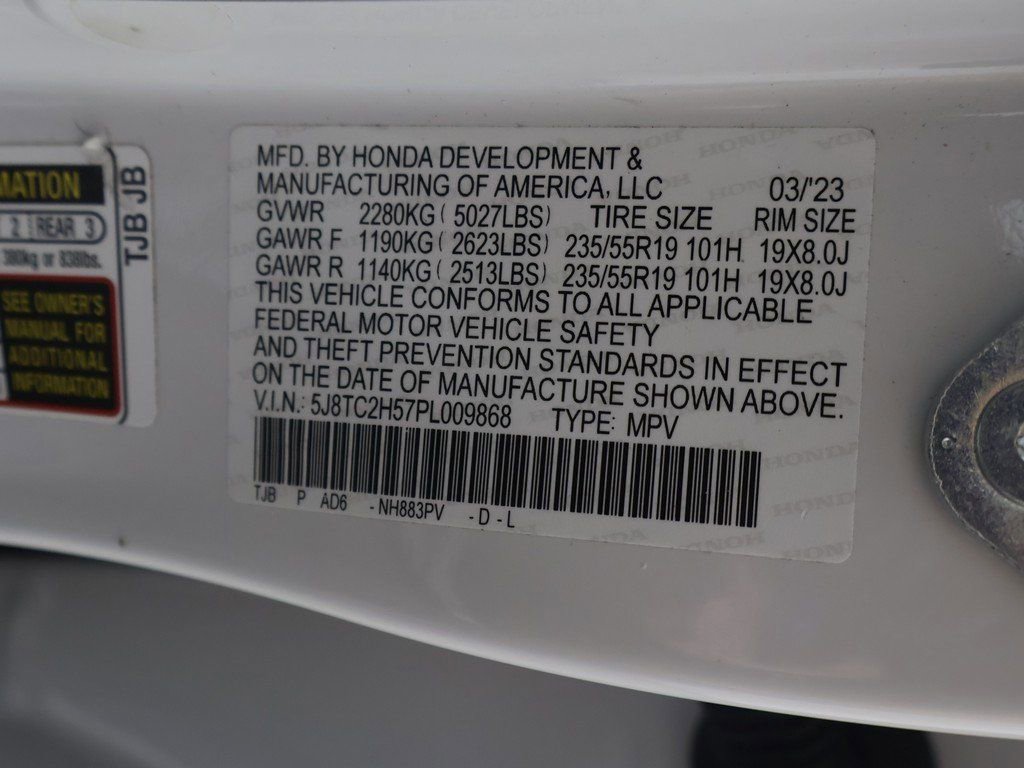 MATION
2 REAR 3
380kg or 838lbs.
SEE OWNER'S
MANUAL FOR
ADDITIONAL
INFORMATION
TJB JB
MFD. BY HONDA DEVELOPMENT &
MANUFACTURING OF AMERICA, LLC 03/'23
GVWR 2280KG ( 5027LBS) TIRE SIZE RIM SIZE
GAWR F 1190KG ( 2623LBS) 235/55R19 101H 19X8.0J
GAWR R 1140KG ( 2513LBS) 235/55R19 101H 19X8.0J
THIS VEHICLE CONFORMS TO ALL APPLICABLE
FEDERAL MOTOR VEHICLE SAFETY
AND THEFT PREVENTION STANDARDS IN EFFECT
ON THE DATE OF MANUFACTURE SHOWN ABOVE.
V.I.N.: 5J8TC2H57PL009868 TYPE: MPV
TJB P AD6 -NH883PV -D-L